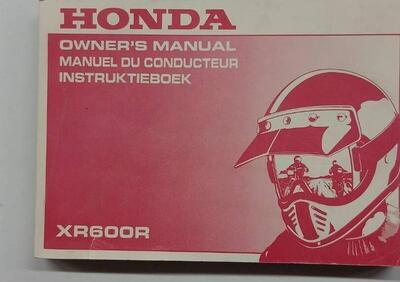 HONDA
OWNER'S MANUAL
MANUEL DU CONDUCTEUR
INSTRUKTIEBOEK
XR600R